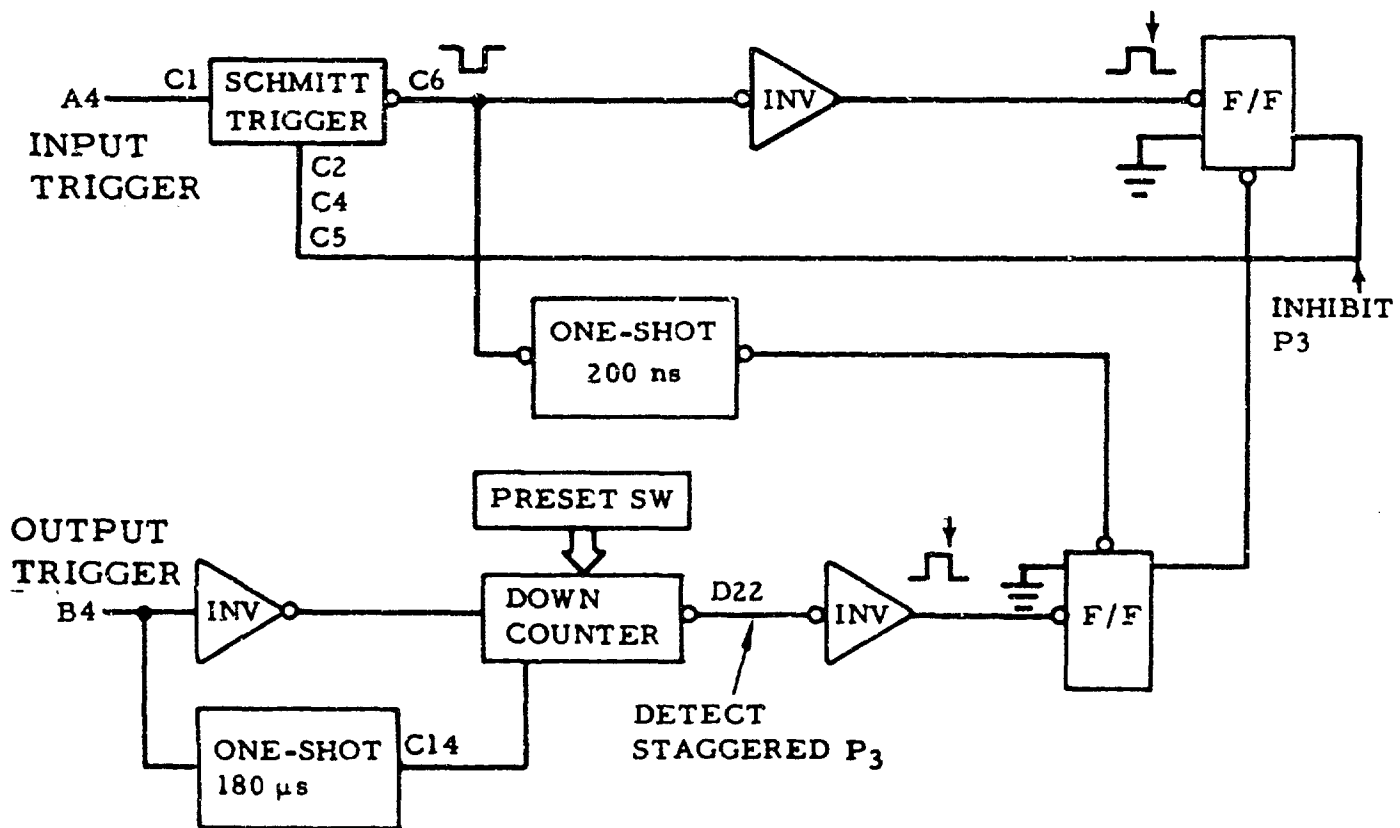 A4
INPUT
TRIGGER
C1
SCHMITT
TRIGGER
C6
C2
C4
C5
INV
F/F
INHIBIT
P3
ONE-SHOT
200 ns
PRESET SW
OUTPUT
TRIGGER
B4
INV
DOWN
COUNTER
D22
INV
F/F
DETECT
STAGGERED P3
ONE-SHOT
180 μs
C14